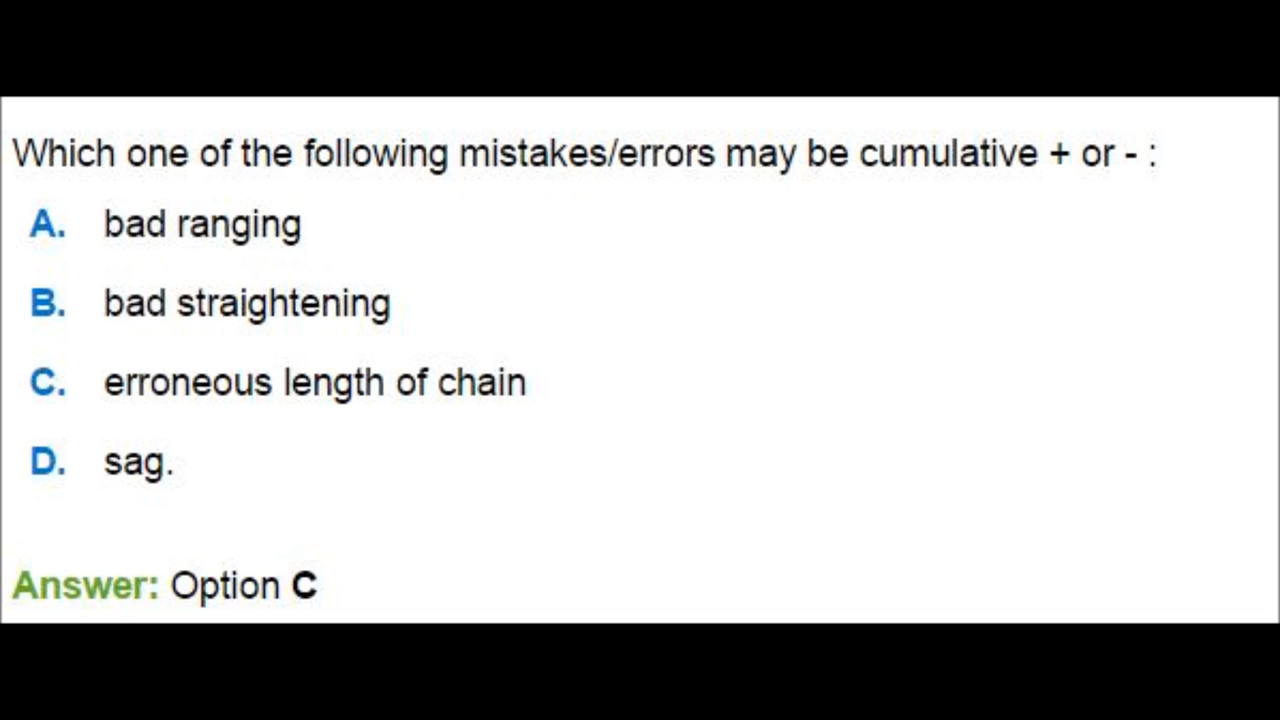 Which one of the following mistakes/errors may be cumulative + or - :
A. bad ranging
B. bad straightening
C. erroneous length of chain
D. sag.
Answer: Option C